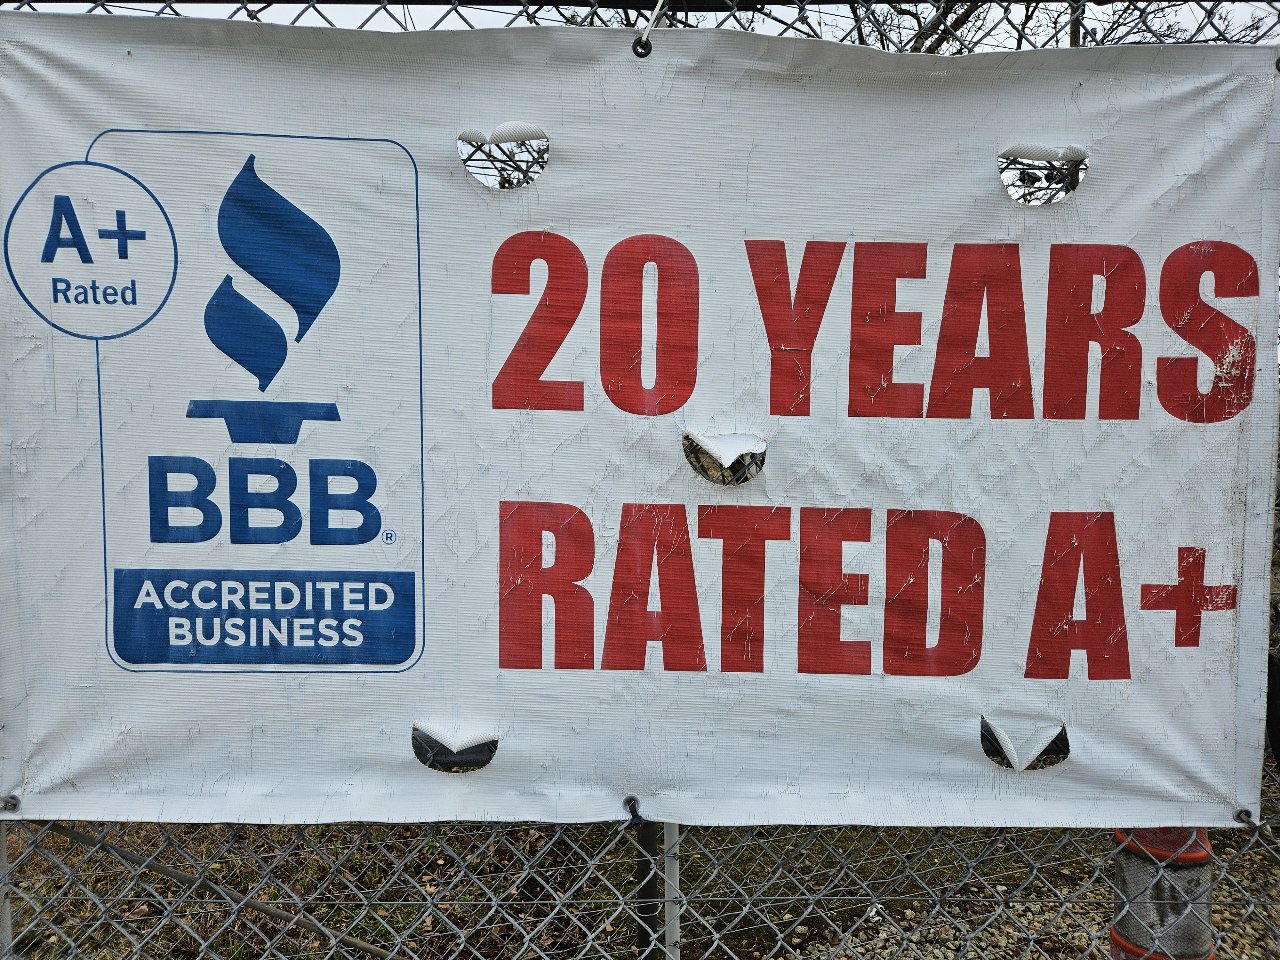 A+
Rated
BBB®
ACCREDITED
BUSINESS
20 YEARS
RATED A+